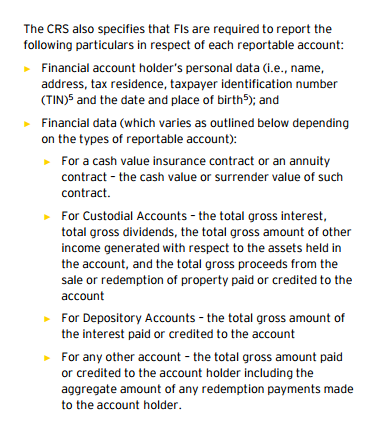 The CRS also specifies that FIs are required to report the
following particulars in respect of each reportable account:
► Financial account holder's personal data (i.e., name,
address, tax residence, taxpayer identification number
(TIN)⁵ and the date and place of birth⁵); and
► Financial data (which varies as outlined below depending
on the types of reportable account):
► For a cash value insurance contract or an annuity
contract – the cash value or surrender value of such
contract.
► For Custodial Accounts – the total gross interest,
total gross dividends, the total gross amount of other
income generated with respect to the assets held in
the account, and the total gross proceeds from the
sale or redemption of property paid or credited to the
account
► For Depository Accounts – the total gross amount of
the interest paid or credited to the account
► For any other account – the total gross amount paid
or credited to the account holder including the
aggregate amount of any redemption payments made
to the account holder.